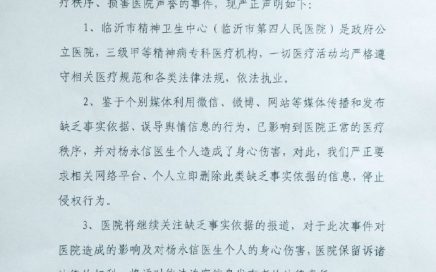 疗秩序、损害医院声誉的事件，现严正声明如下：
1、临沂市精神卫生中心（临沂市第四人民医院）是政府公
立医院，三级甲等精神病专科医疗机构，一切医疗活动均严格遵
守相关医疗规范和各类法律法规，依法执业。
2、鉴于个别媒体利用微信、微博、网站等媒体传播和发布
缺乏事实依据、误导舆情信息的行为，已影响到医院正常的医疗
秩序，并对杨永信医生个人造成了身心伤害，对此，我们严正要
求相关网络平台、个人立即删除此类缺乏事实依据的信息，停止
侵权行为。
3、医院将继续关注缺乏事实依据的报道，对于此次事件对
医院造成的影响及对杨永信医生个人的身心伤害，医院保留诉诸